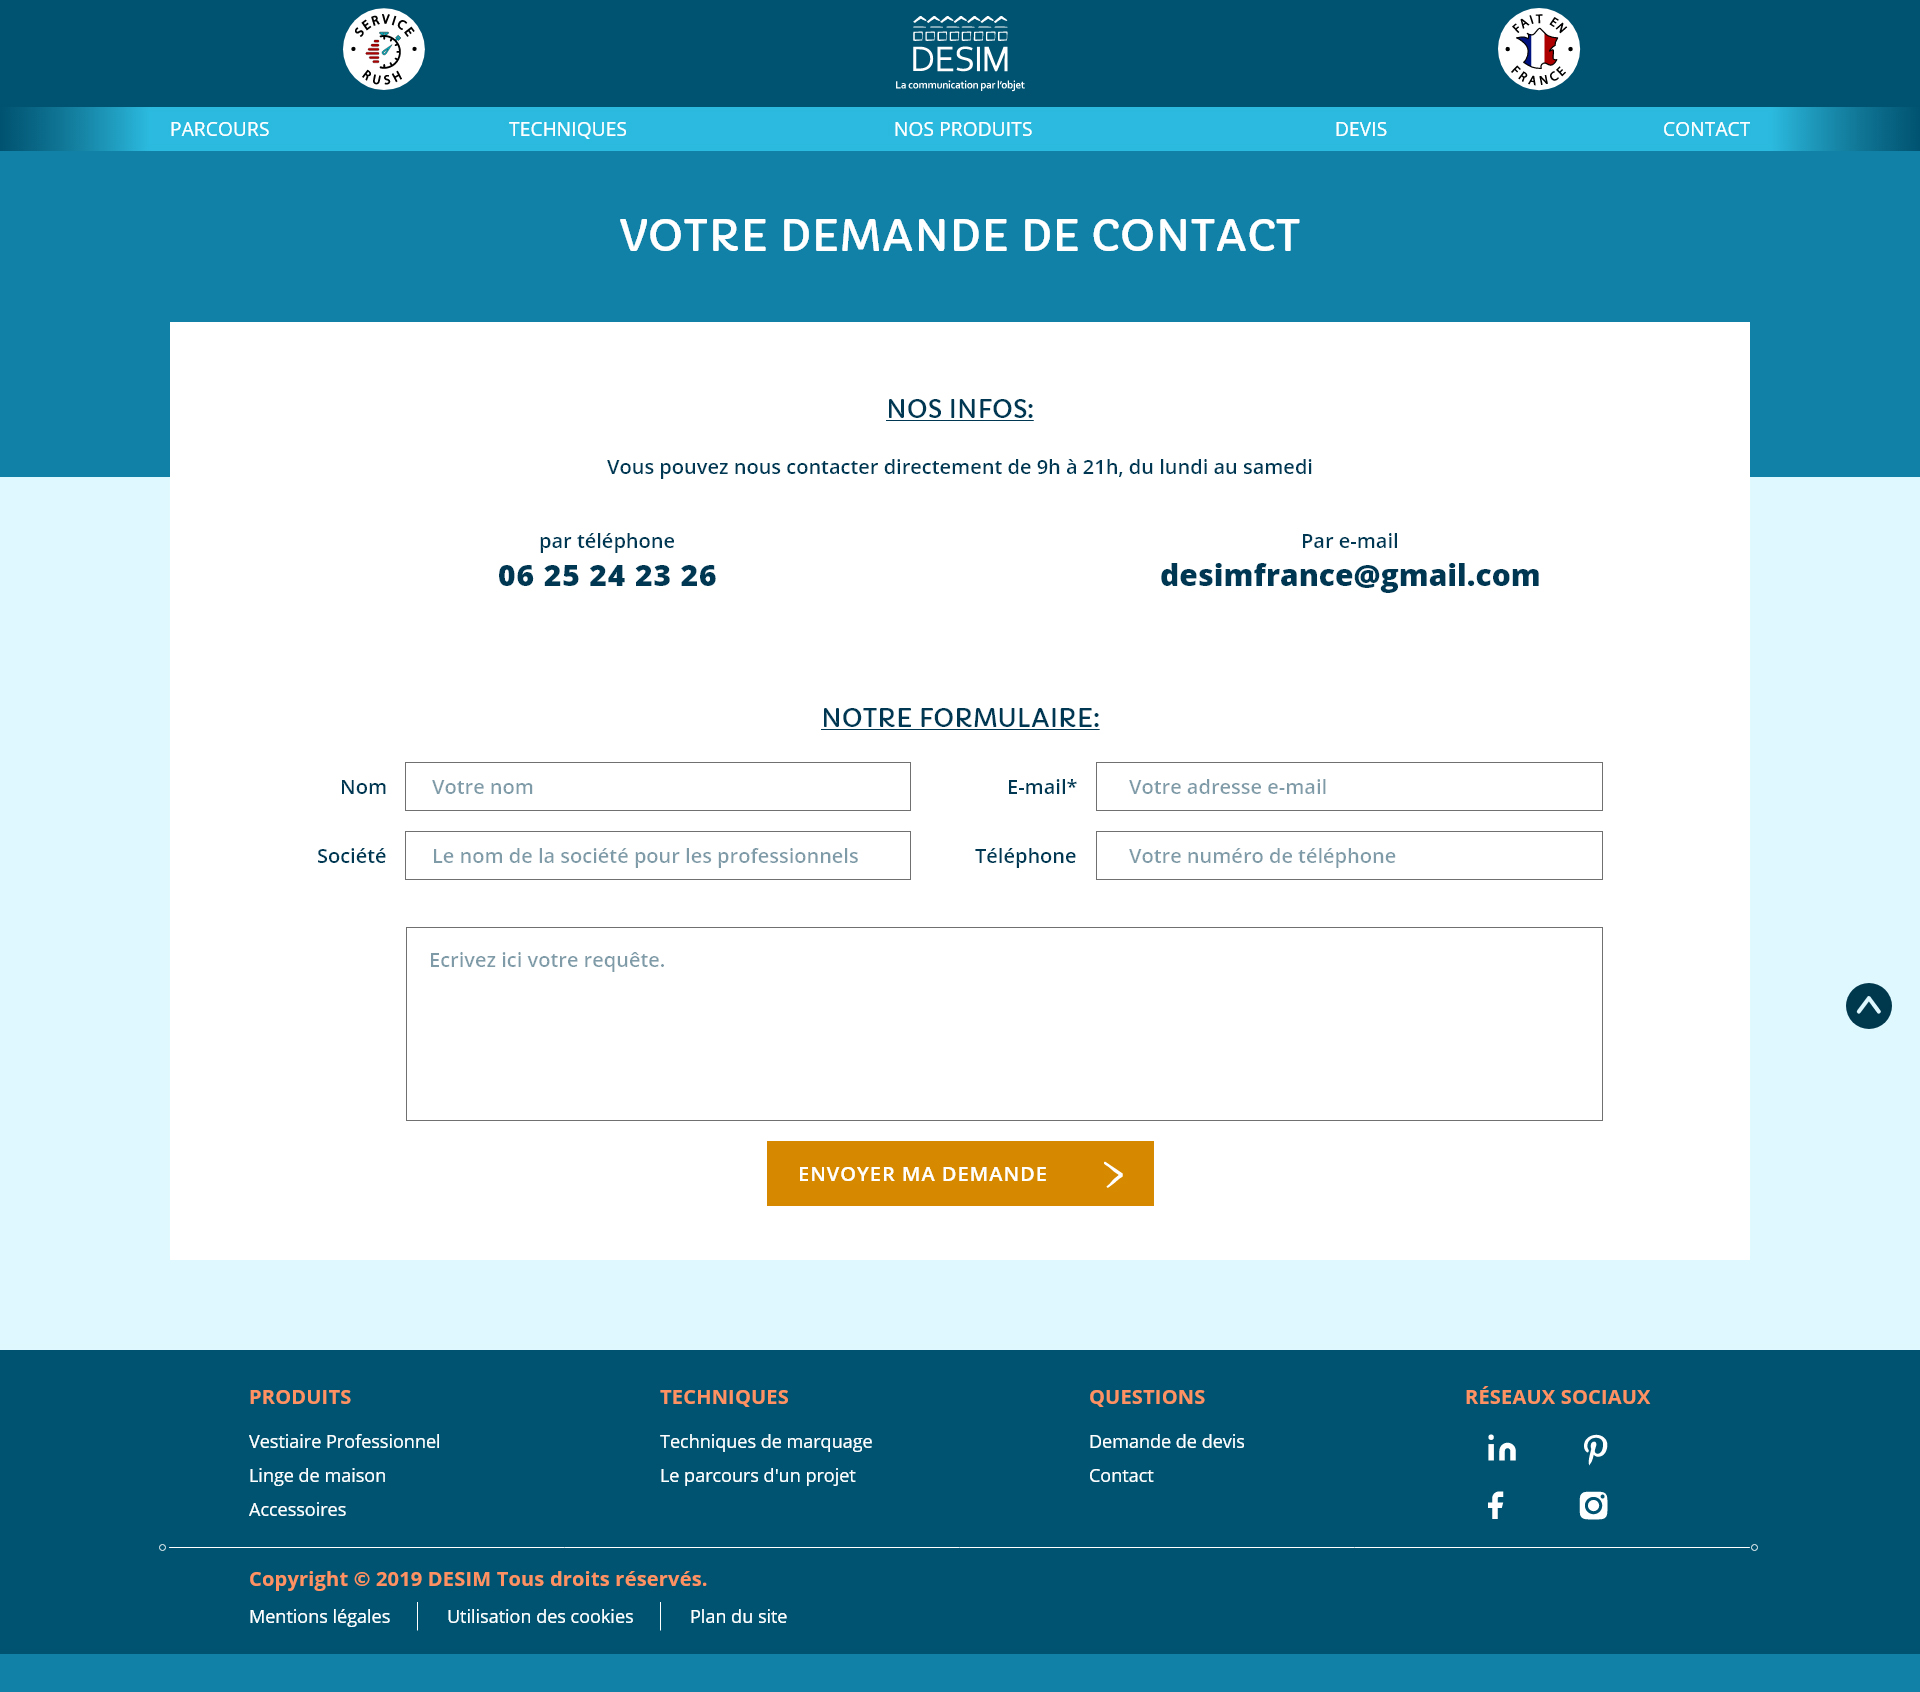 SERVICE
RUSH
DESIM
La communication par l'objet
FAIT EN
FRANCE
PARCOURS
TECHNIQUES
NOS PRODUITS
DEVIS
CONTACT
VOTRE DEMANDE DE CONTACT
NOS INFOS:
Vous pouvez nous contacter directement de 9h à 21h, du lundi au samedi
par téléphone
06 25 24 23 26
Par e-mail
desimfrance@gmail.com
NOTRE FORMULAIRE:
Nom
Votre nom
E-mail*
Votre adresse e-mail
Société
Le nom de la société pour les professionnels
Téléphone
Votre numéro de téléphone
Ecrivez ici votre requête.
ENVOYER MA DEMANDE
PRODUITS
Vestiaire Professionnel
Linge de maison
Accessoires
TECHNIQUES
Techniques de marquage
Le parcours d'un projet
QUESTIONS
Demande de devis
Contact
RÉSEAUX SOCIAUX
Copyright © 2019 DESIM Tous droits réservés.
Mentions légales
Utilisation des cookies
Plan du site